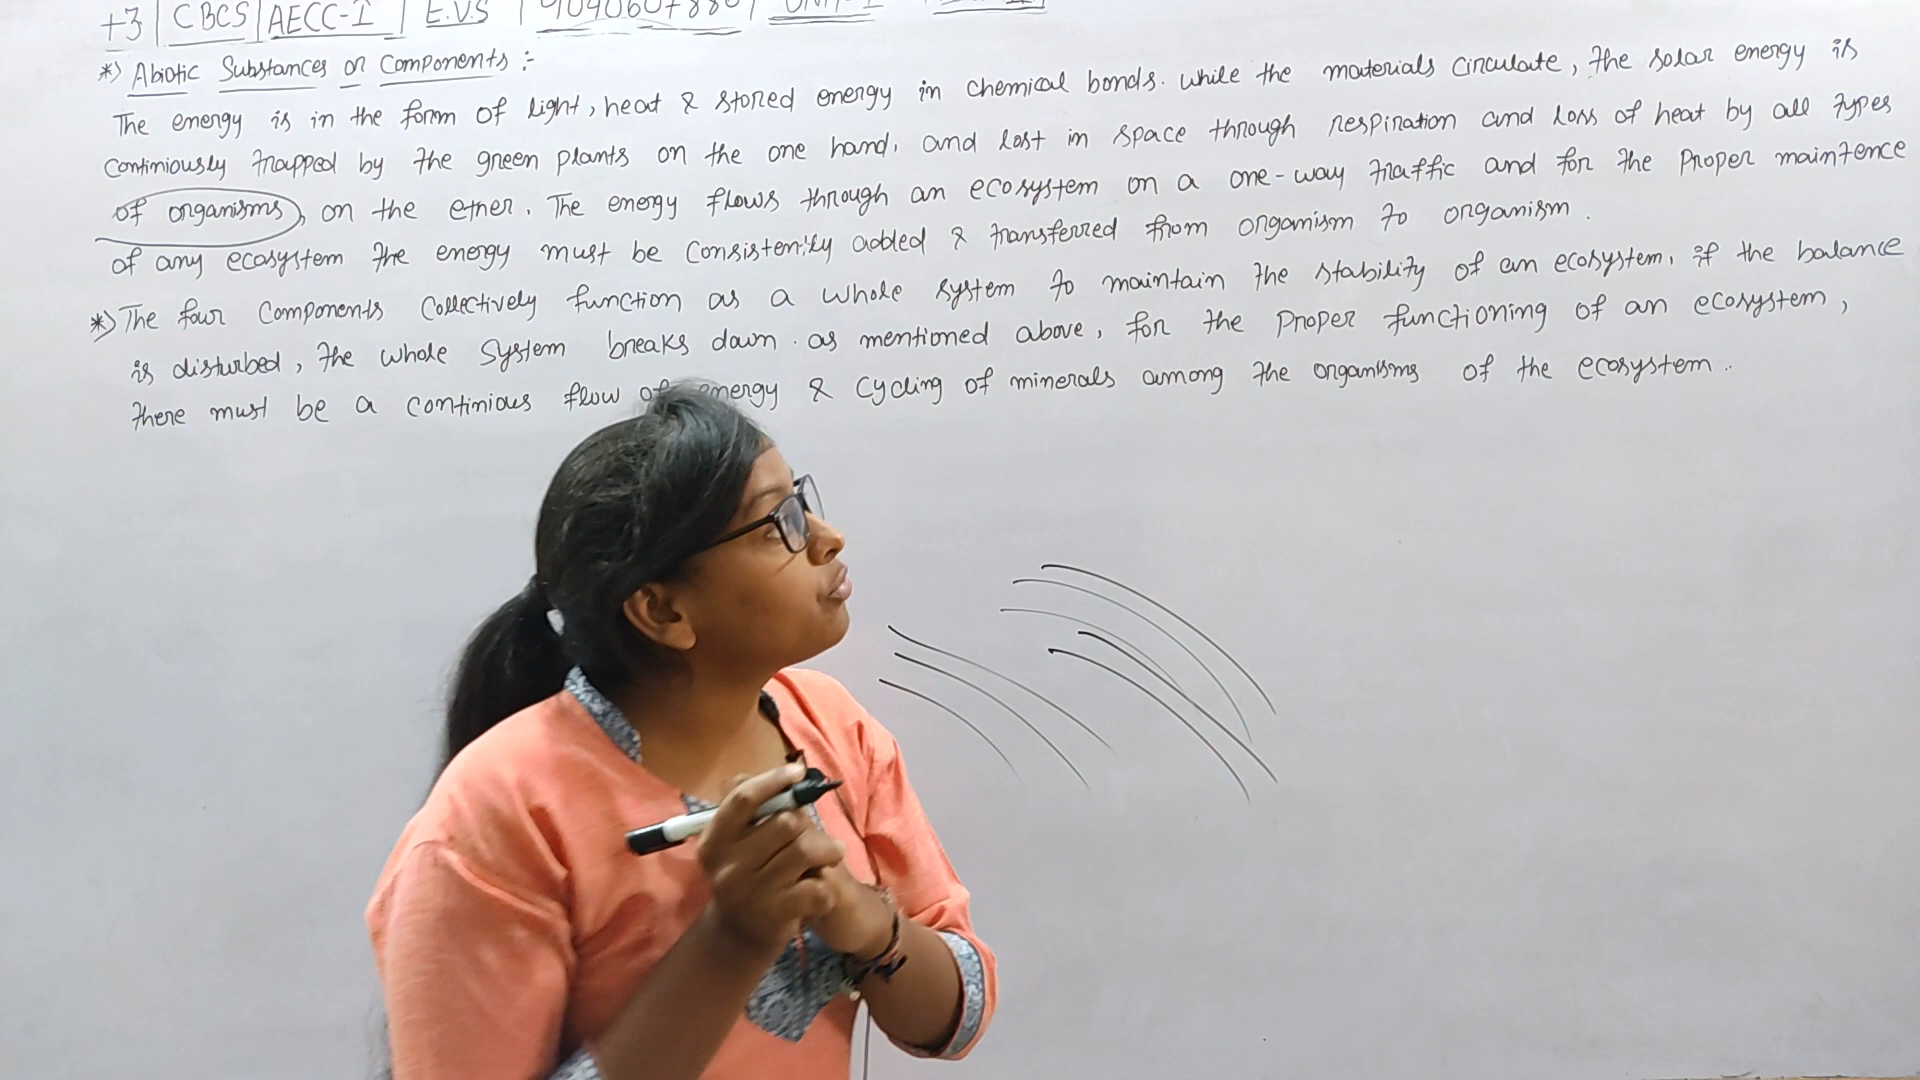 +3 | CBCS | AECC-I | E.V.S | 9040607880 | UNIT-I
*) Abiotic Substances or Components :-
The energy is in the form of light, heat & stored energy in chemical bonds. While the materials circulate, the solar energy is
continiously trapped by the green plants on the one hand, and lost in space through respiration and loss of heat by all types
of organisms, on the other. The energy flows through an ecosystem on a one-way traffic and for the proper maintence
of any ecosystem the energy must be consistently added & transferred from organism to organism.
*) The four components collectively function as a whole system to maintain the stability of an ecosystem, if the balance
is disturbed, the whole system breaks down. as mentioned above, for the proper functioning of an ecosystem,
there must be a continious flow of energy & cycling of minerals among the organisms of the ecosystem..